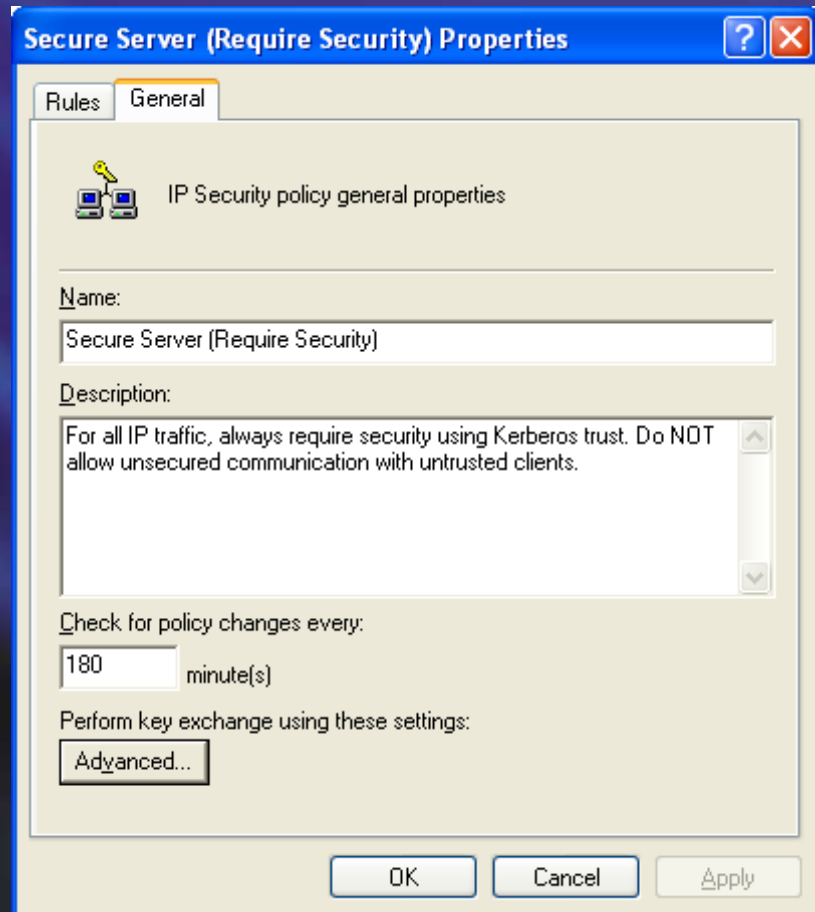 Secure Server (Require Security) Properties
Rules
General
IP Security policy general properties
Name:
Secure Server (Require Security)
Description:
For all IP traffic, always require security using Kerberos trust. Do NOT
allow unsecured communication with untrusted clients.
Check for policy changes every:
180
minute(s)
Perform key exchange using these settings:
Advanced...
OK
Cancel
Apply